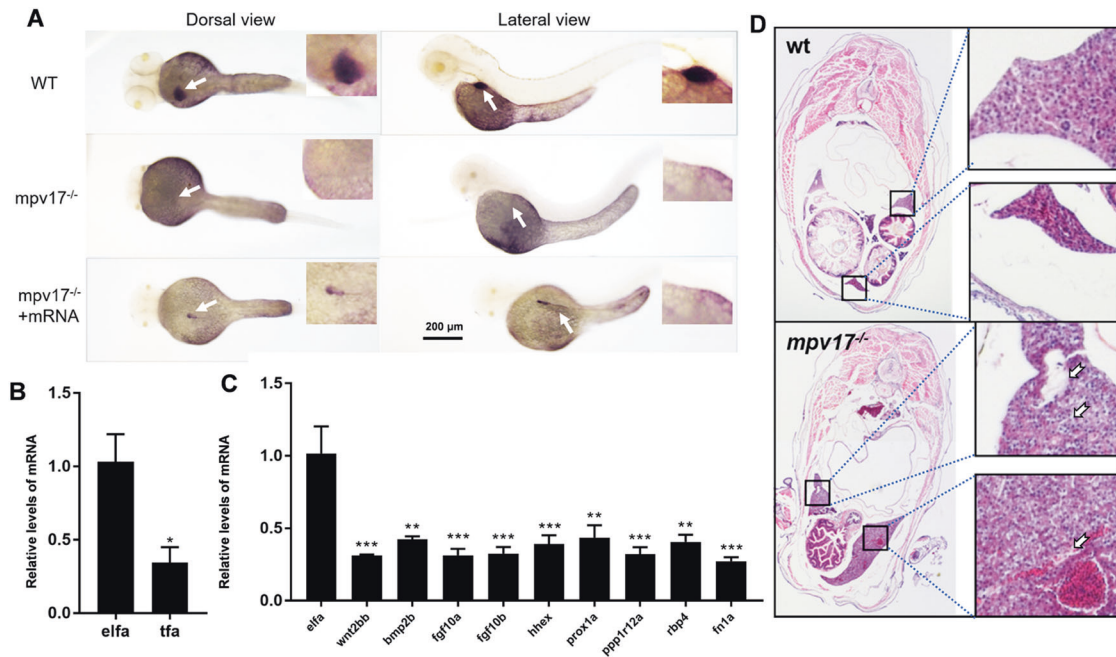 A
Dorsal view
Lateral view
WT
mpv17-/-
mpv17-/-
+mRNA
200 μm
B
Relative levels of mRNA
1.5
1.0
0.5
0.0
*
elfa
tfa
C
Relative levels of mRNA
1.5
1.0
0.5
0.0
***
**
***
***
***
**
***
**
***
elfa
wnt2bb
bmp2b
fgf10a
fgf10b
hhex
prox1a
ppp1r12a
rbp4
fn1a
D
wt
mpv17-/-